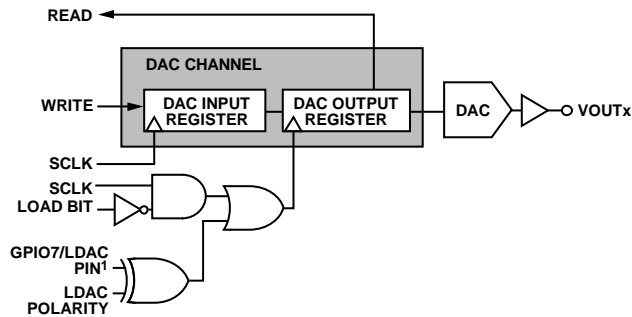 READ
DAC CHANNEL
WRITE
DAC INPUT
REGISTER
DAC OUTPUT
REGISTER
DAC
VOUTx
SCLK
SCLK
LOAD BIT
GPIO7/LDAC
PIN1
LDAC
POLARITY